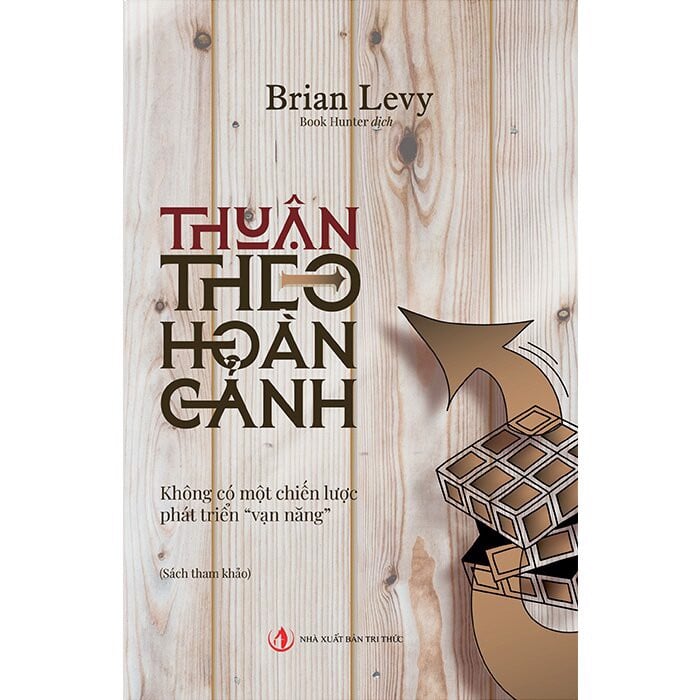 Brian Levy
Book Hunter dịch
THUẬN
THEO
HOÀN
CẢNH
Không có một chiến lược
phát triển “vạn năng”
(Sách tham khảo)
NHÀ XUẤT BẢN TRI THỨC